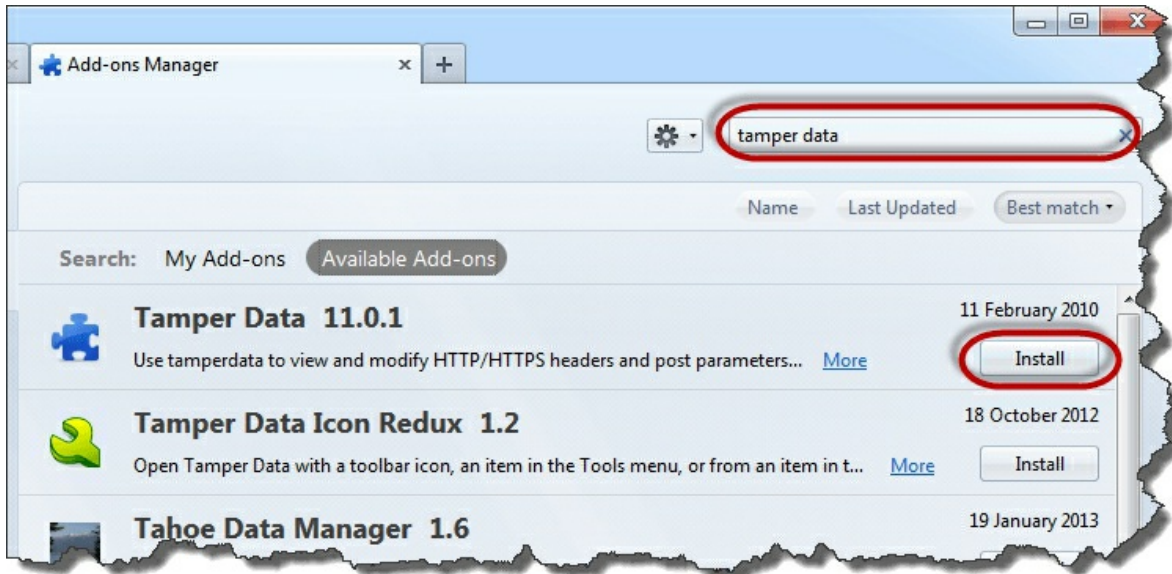 Add-ons Manager
tamper data
Name Last Updated Best match
Search: My Add-ons Available Add-ons
Tamper Data 11.0.1 11 February 2010
Use tamperdata to view and modify HTTP/HTTPS headers and post parameters... More Install
Tamper Data Icon Redux 1.2 18 October 2012
Open Tamper Data with a toolbar icon, an item in the Tools menu, or from an item in t... More Install
Tahoe Data Manager 1.6 19 January 2013